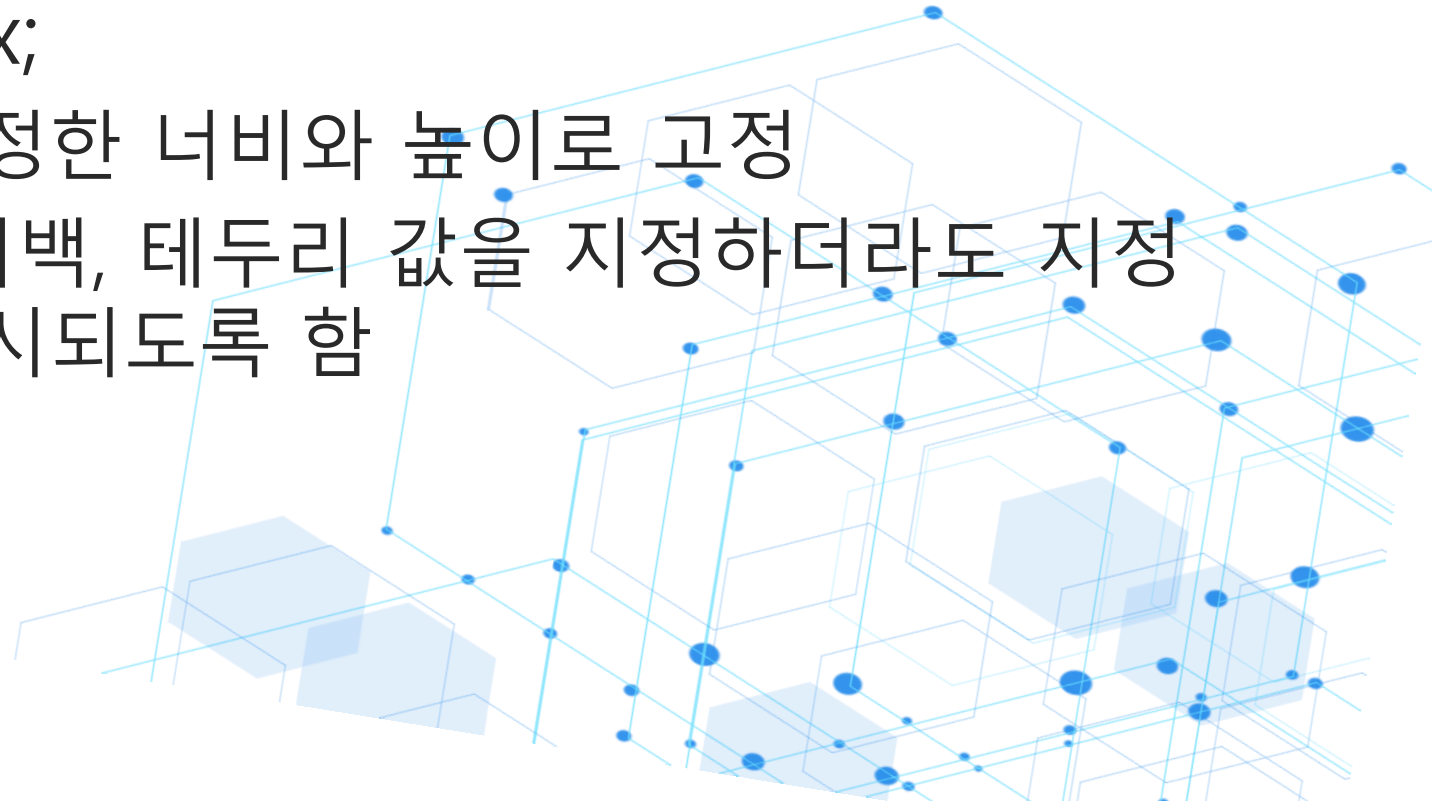 x;
정한 너비와 높이로 고정
백, 테두리 값을 지정하더라도 지정
시되도록 함